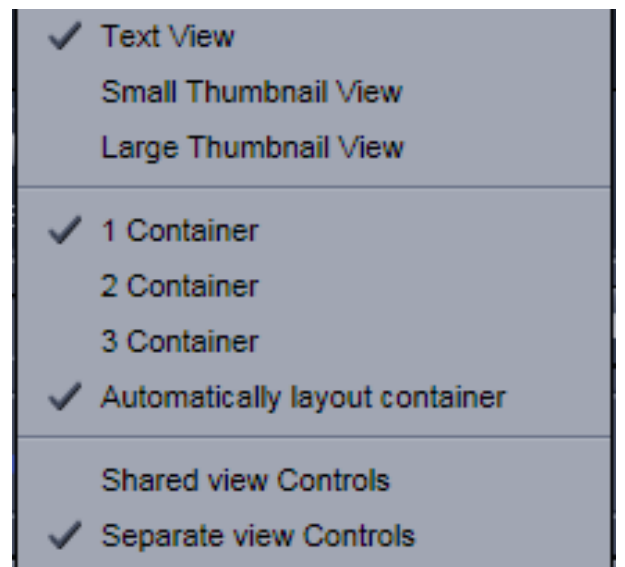 Text View
Small Thumbnail View
Large Thumbnail View
1 Container
2 Container
3 Container
Automatically layout container
Shared view Controls
Separate view Controls